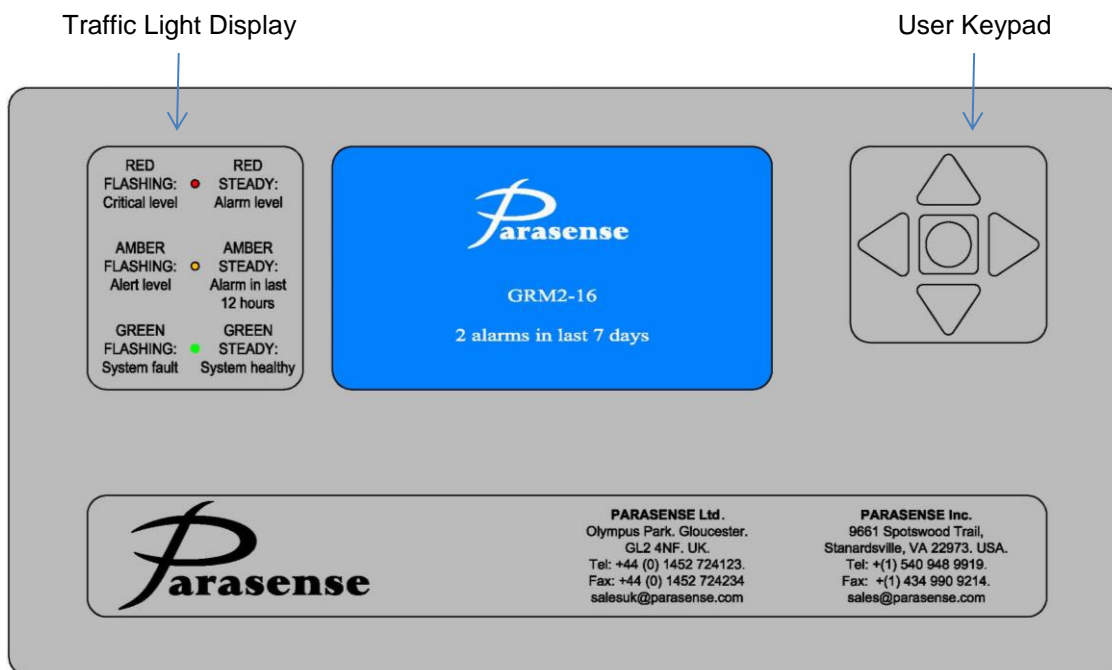 Traffic Light Display
User Keypad
RED
FLASHING:
Critical level
RED
STEADY:
Alarm level
AMBER
FLASHING:
Alert level
AMBER
STEADY:
Alarm in last
12 hours
GREEN
FLASHING:
System fault
GREEN
STEADY:
System healthy
Parasense
GRM2-16
2 alarms in last 7 days
Parasense
PARASENSE Ltd.
Olympus Park. Gloucester.
GL2 4NF. UK.
Tel: +44 (0) 1452 724123.
Fax: +44 (0) 1452 724234
salesuk@parasense.com
PARASENSE Inc.
9661 Spotswood Trail,
Stanardsville, VA 22973. USA.
Tel: +(1) 540 948 9919.
Fax: +(1) 434 990 9214.
sales@parasense.com